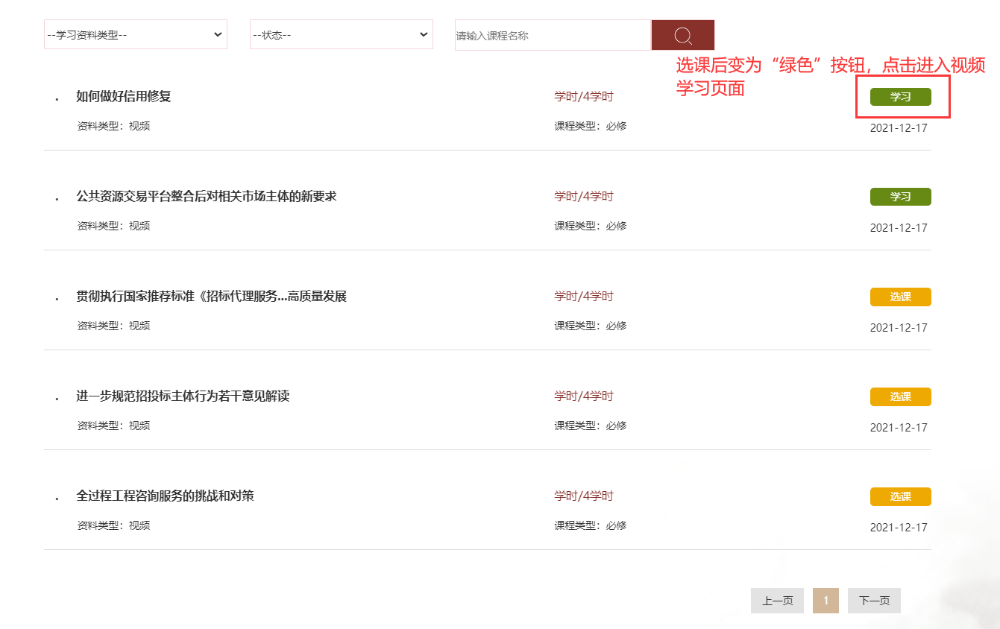 --学习资料类型--
--状态--
请输入课程名称
选课后变为“绿色”按钮，点击进入视频
学习页面
. 如何做好信用修复
学时/4学时
学习
资料类型：视频
课程类型：必修
2021-12-17
. 公共资源交易平台整合后对相关市场主体的新要求
学时/4学时
学习
资料类型：视频
课程类型：必修
2021-12-17
. 贯彻执行国家推荐标准《招标代理服务...高质量发展
学时/4学时
选课
资料类型：视频
课程类型：必修
2021-12-17
. 进一步规范招投标主体行为若干意见解读
学时/4学时
选课
资料类型：视频
课程类型：必修
2021-12-17
. 全过程工程咨询服务的挑战和对策
学时/4学时
选课
资料类型：视频
课程类型：必修
2021-12-17
上一页
1
下一页